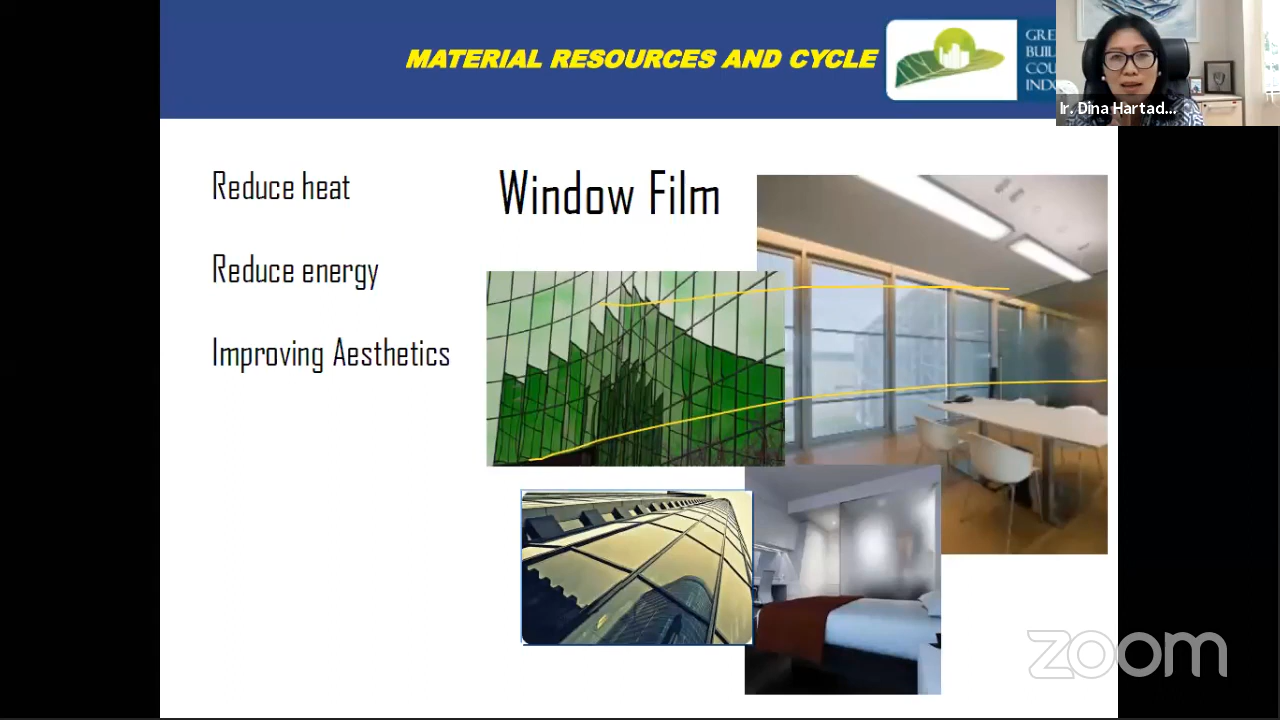 MATERIAL RESOURCES AND CYCLE
GRE
BUIL
COU
INDO
Ir. Dina Hartad...
Reduce heat
Window Film
Reduce energy
Improving Aesthetics
zoom